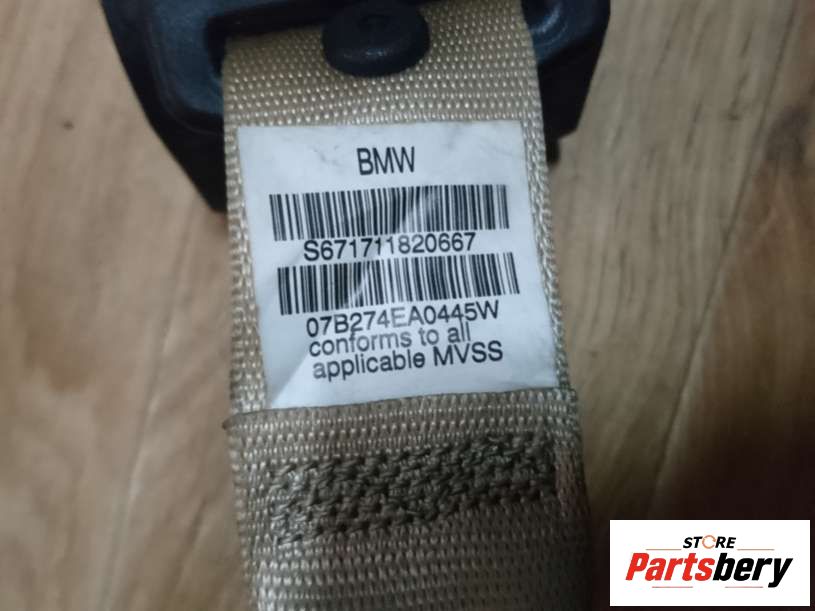 BMW
S671711820667
07B274EA0445W
conforms to all
applicable MVSS
STORE
Partsbery